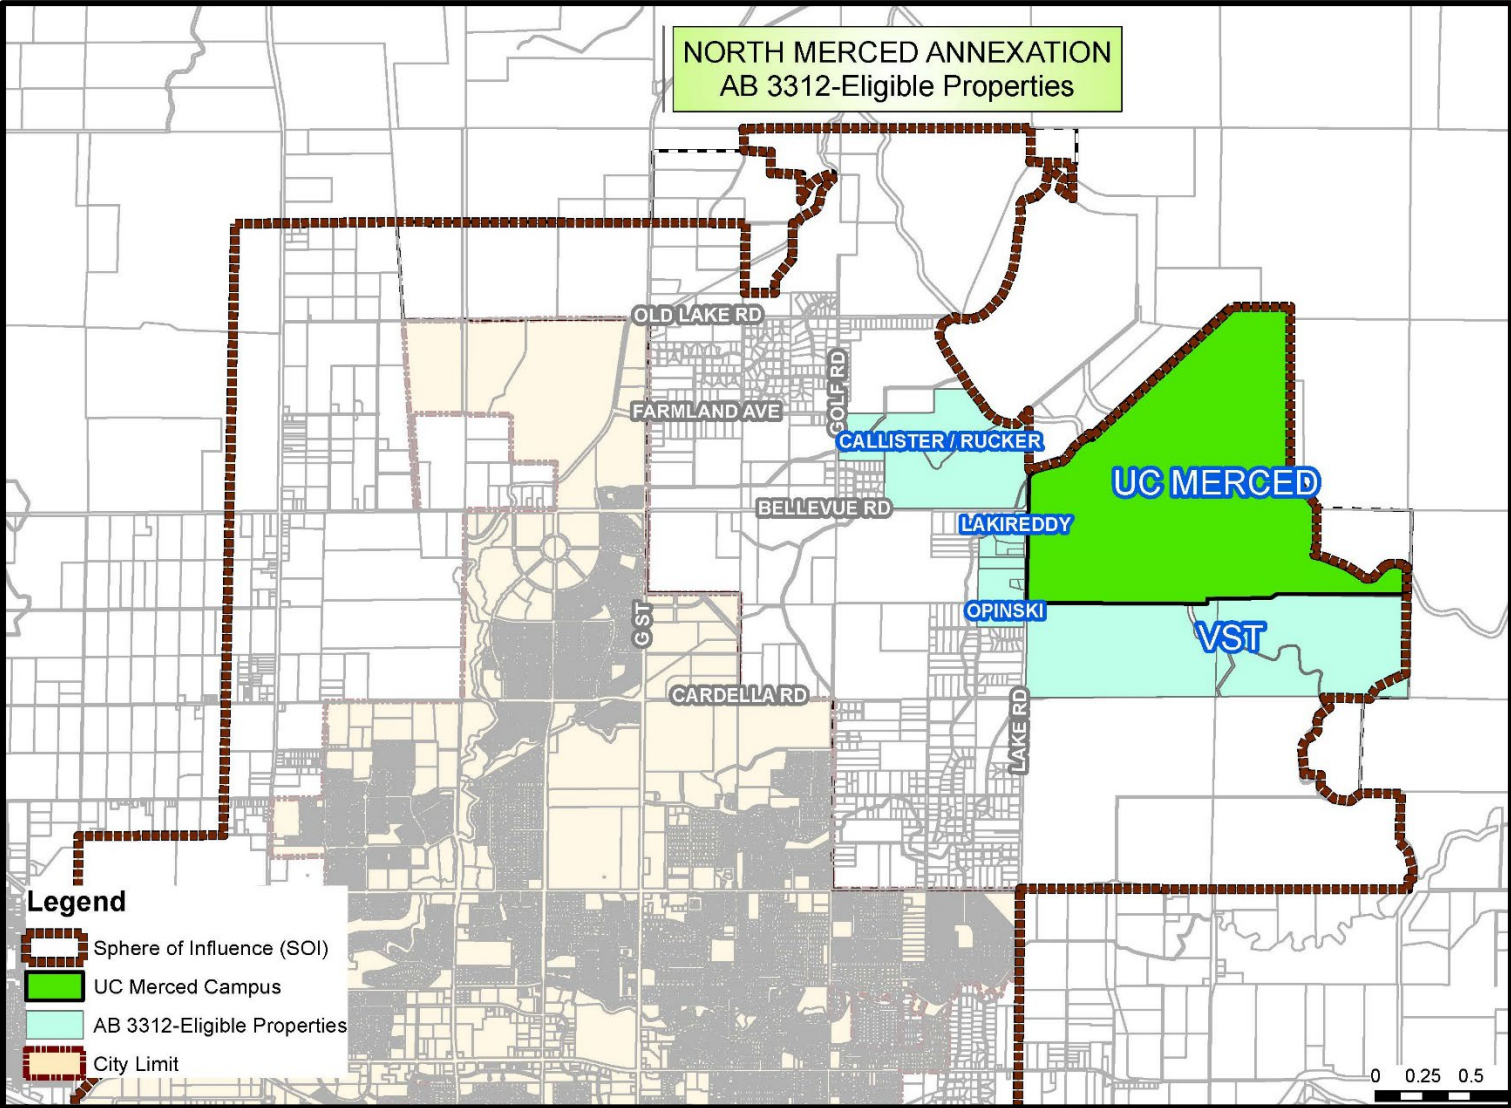 NORTH MERCED ANNEXATION
AB 3312-Eligible Properties
OLD LAKE RD
GOLF RD
FARMLAND AVE
CALLISTER / RUCKER
UC MERCED
BELLEVUE RD
LAKIREDDY
OPINSKI
G ST
VST
CARDELLA RD
LAKE RD
Legend
Sphere of Influence (SOI)
UC Merced Campus
AB 3312-Eligible Properties
City Limit
0 0.25 0.5